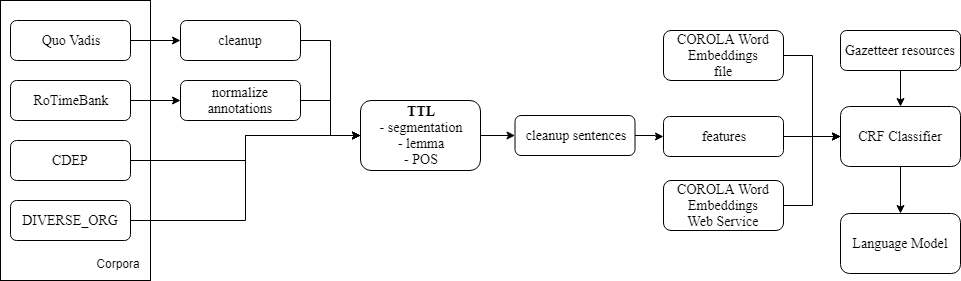 Quo Vadis
cleanup
RoTimeBank
normalize
annotations
CDEP
DIVERSE_ORG
Corpora
TTL
- segmentation
- lemma
- POS
cleanup sentences
COROLA Word
Embeddings
file
features
COROLA Word
Embeddings
Web Service
Gazetteer resources
CRF Classifier
Language Model